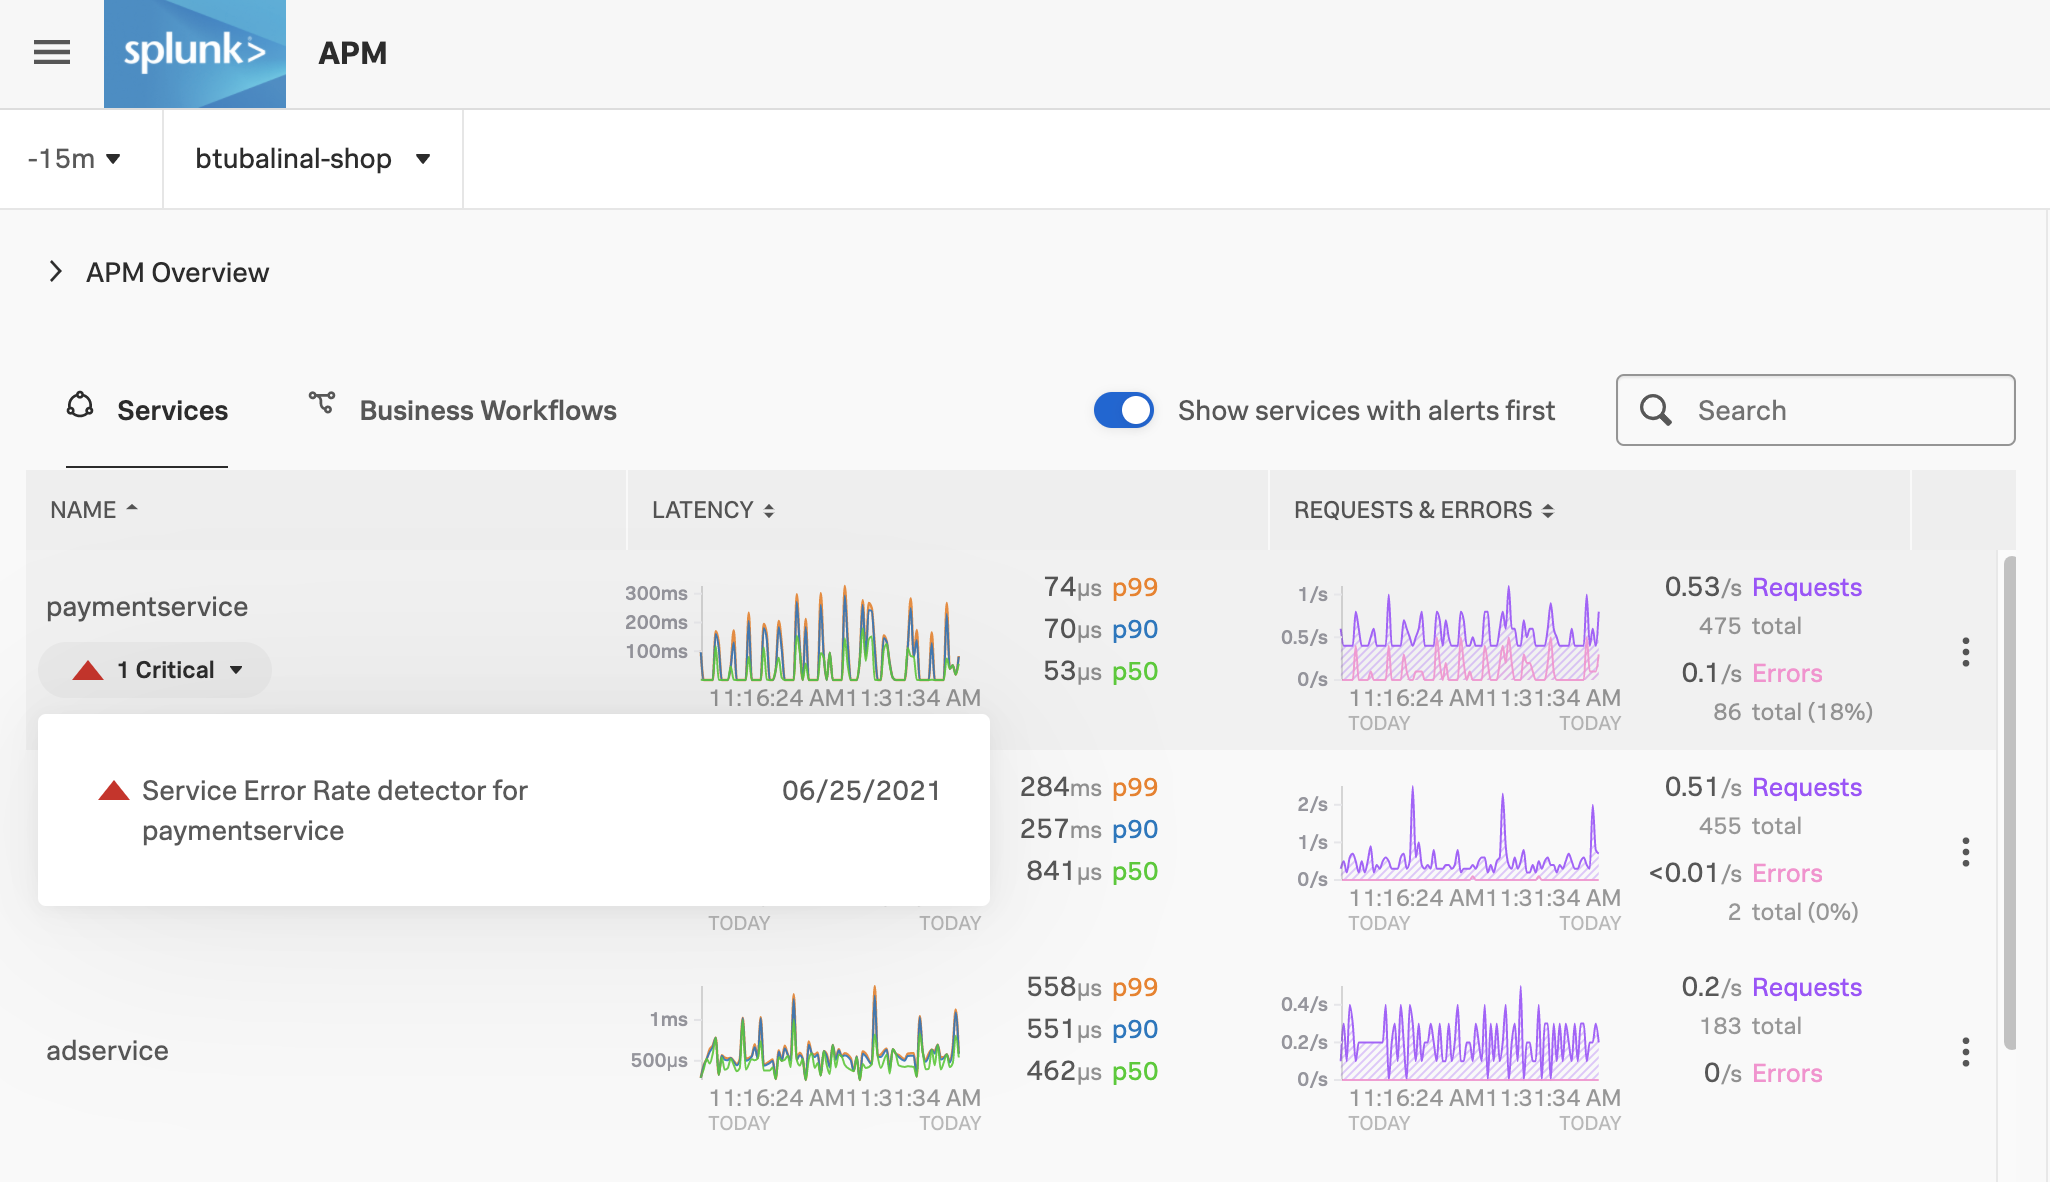 splunk> APM
-15m btubalinal-shop
APM Overview
Services Business Workflows Show services with alerts first Search
NAME LATENCY REQUESTS & ERRORS
paymentservice
1 Critical
300ms
200ms
100ms
11:16:24 AM 11:31:34 AM
74µs p99
70µs p90
53µs p50
1/s
0.5/s
0/s
11:16:24 AM 11:31:34 AM
TODAY TODAY
0.53/s Requests
475 total
0.1/s Errors
86 total (18%)
Service Error Rate detector for 06/25/2021
paymentservice
TODAY TODAY
284ms p99
257ms p90
841µs p50
2/s
1/s
0/s
11:16:24 AM 11:31:34 AM
TODAY TODAY
0.51/s Requests
455 total
<0.01/s Errors
2 total (0%)
adservice
1ms
500µs
11:16:24 AM 11:31:34 AM
TODAY TODAY
558µs p99
551µs p90
462µs p50
0.4/s
0.2/s
0/s
11:16:24 AM 11:31:34 AM
TODAY TODAY
0.2/s Requests
183 total
0/s Errors